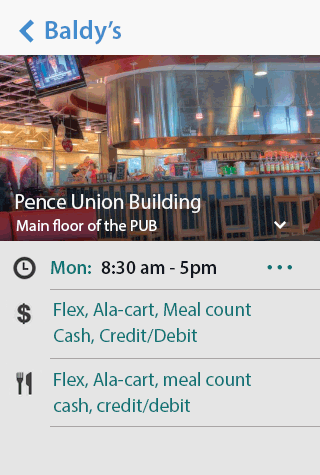 Baldy's
Pence Union Building
Main floor of the PUB
Mon: 8:30 am - 5pm
$ Flex, Ala-cart, Meal count
Cash, Credit/Debit
Flex, Ala-cart, meal count
cash, credit/debit